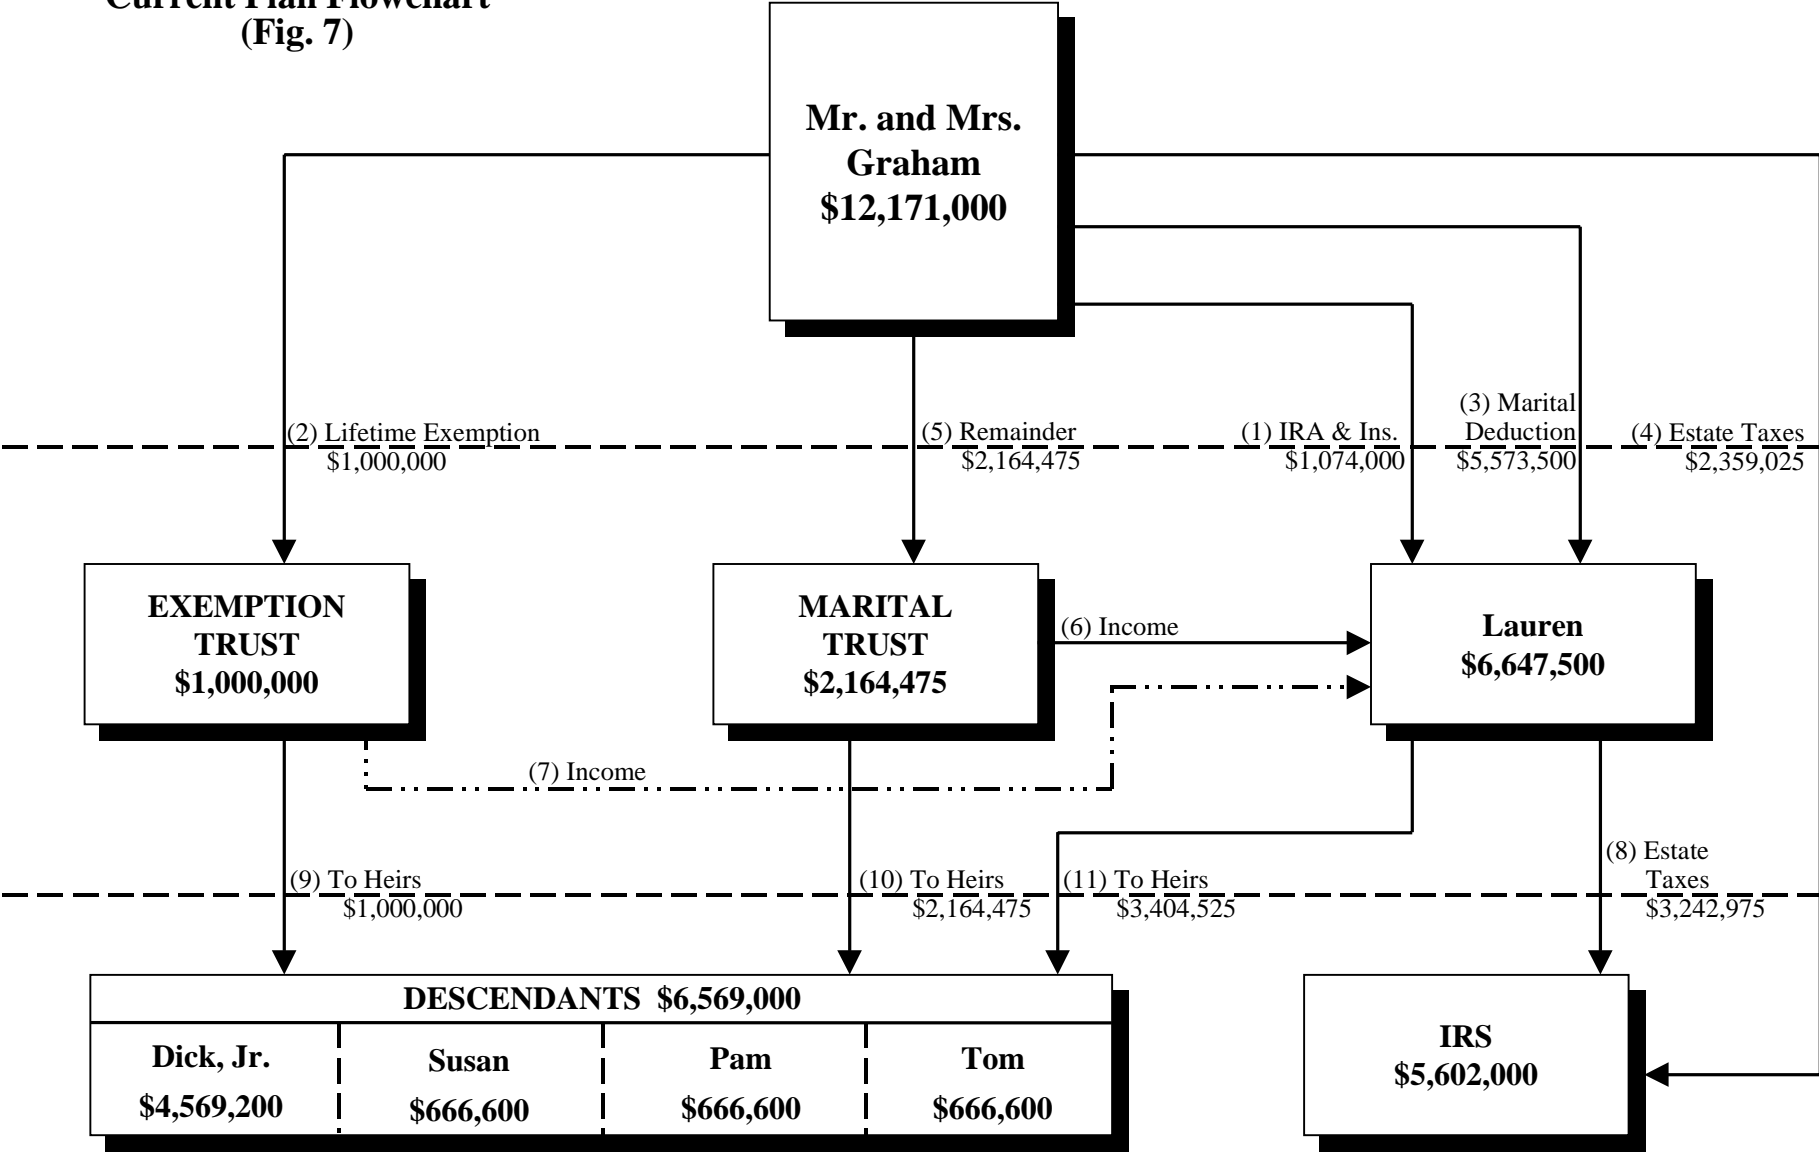 Current Plan Flowchart
(Fig. 7)
Mr. and Mrs.
Graham
$12,171,000
(3) Marital
(2) Lifetime Exemption
(5) Remainder
(1) IRA & Ins.
Deduction
(4) Estate Taxes
$1,000,000
$2,164,475
$1,074,000
$5,573,500
$2,359,025
EXEMPTION
TRUST
$1,000,000
MARITAL
TRUST
$2,164,475
(6) Income
Lauren
$6,647,500
(7) Income
(8) Estate
Taxes
$3,242,975
(9) To Heirs
$1,000,000
(10) To Heirs
$2,164,475
(11) To Heirs
$3,404,525
DESCENDANTS $6,569,000
Dick, Jr.
$4,569,200
Susan
$666,600
Pam
$666,600
Tom
$666,600
IRS
$5,602,000